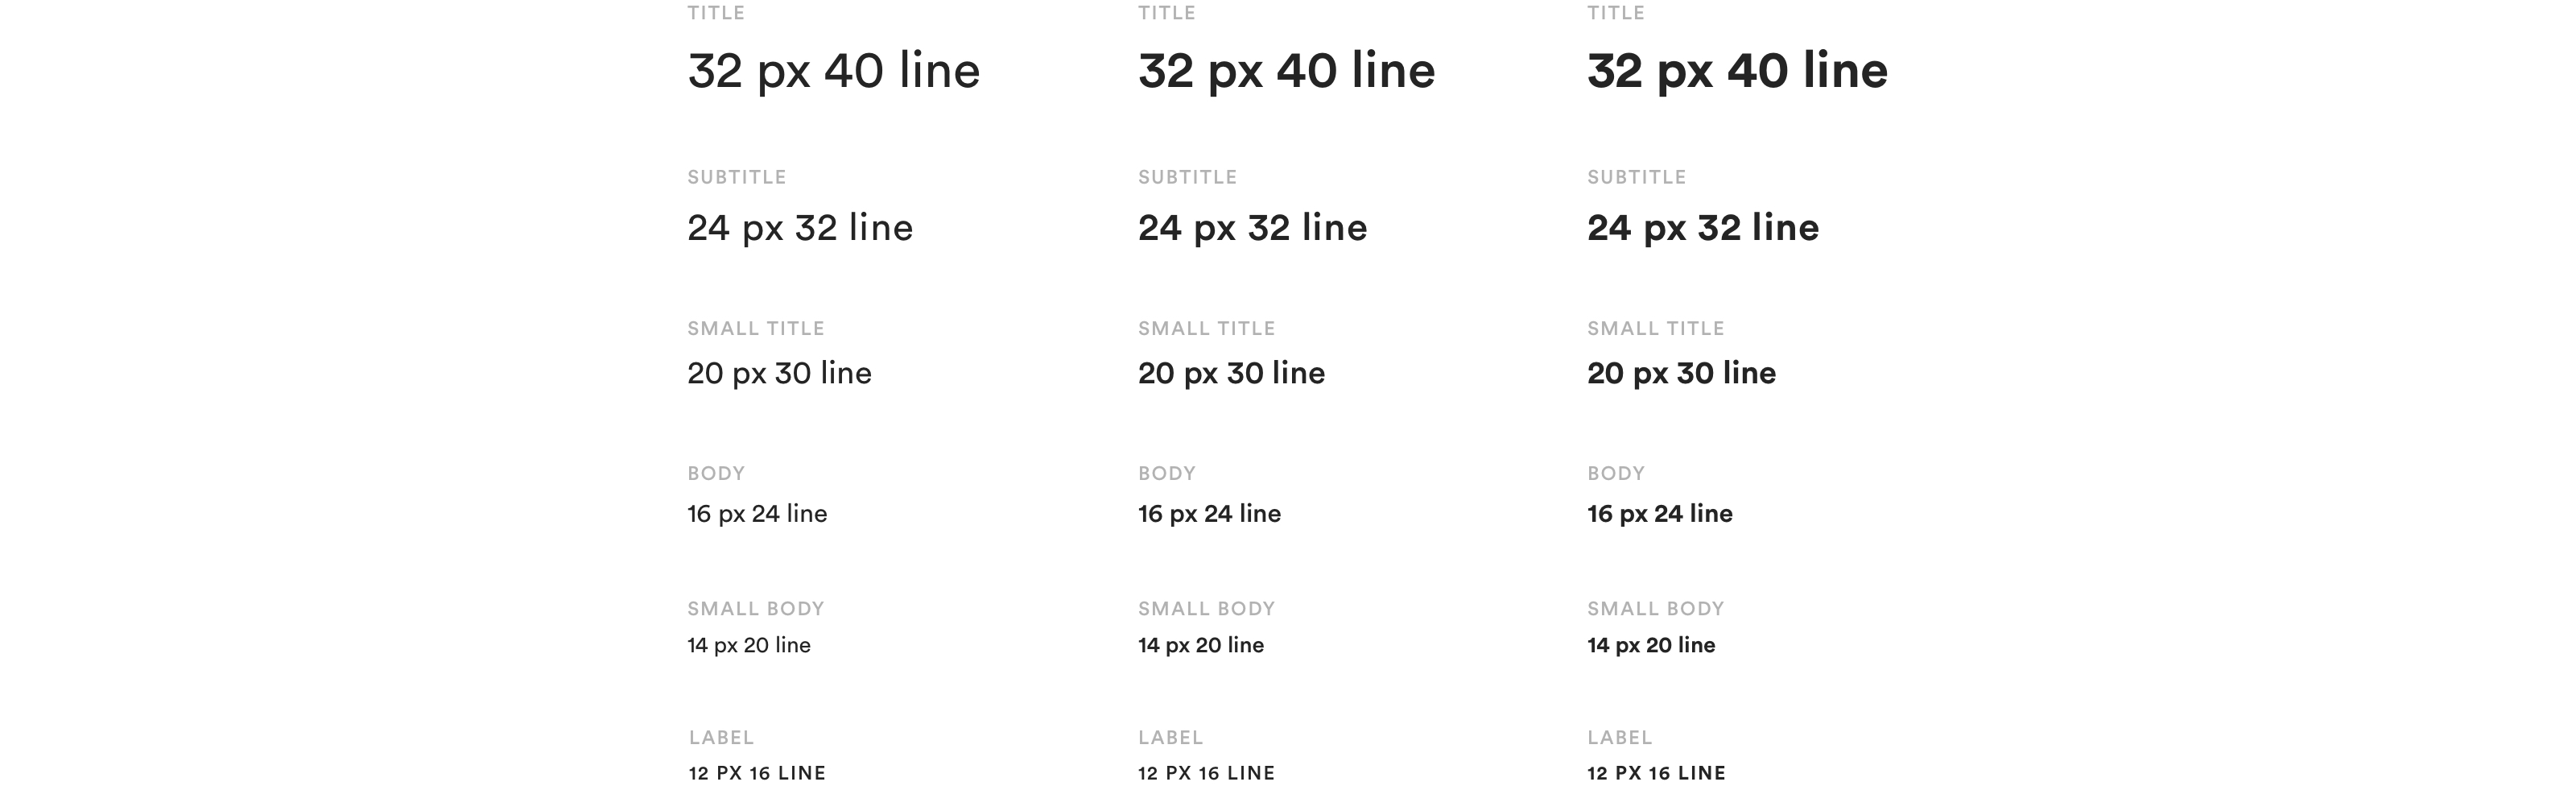 TITLE TITLE TITLE
32 px 40 line 32 px 40 line 32 px 40 line
SUBTITLE SUBTITLE SUBTITLE
24 px 32 line 24 px 32 line 24 px 32 line
SMALL TITLE SMALL TITLE SMALL TITLE
20 px 30 line 20 px 30 line 20 px 30 line
BODY BODY BODY
16 px 24 line 16 px 24 line 16 px 24 line
SMALL BODY SMALL BODY SMALL BODY
14 px 20 line 14 px 20 line 14 px 20 line
LABEL LABEL LABEL
12 PX 16 LINE 12 PX 16 LINE 12 PX 16 LINE